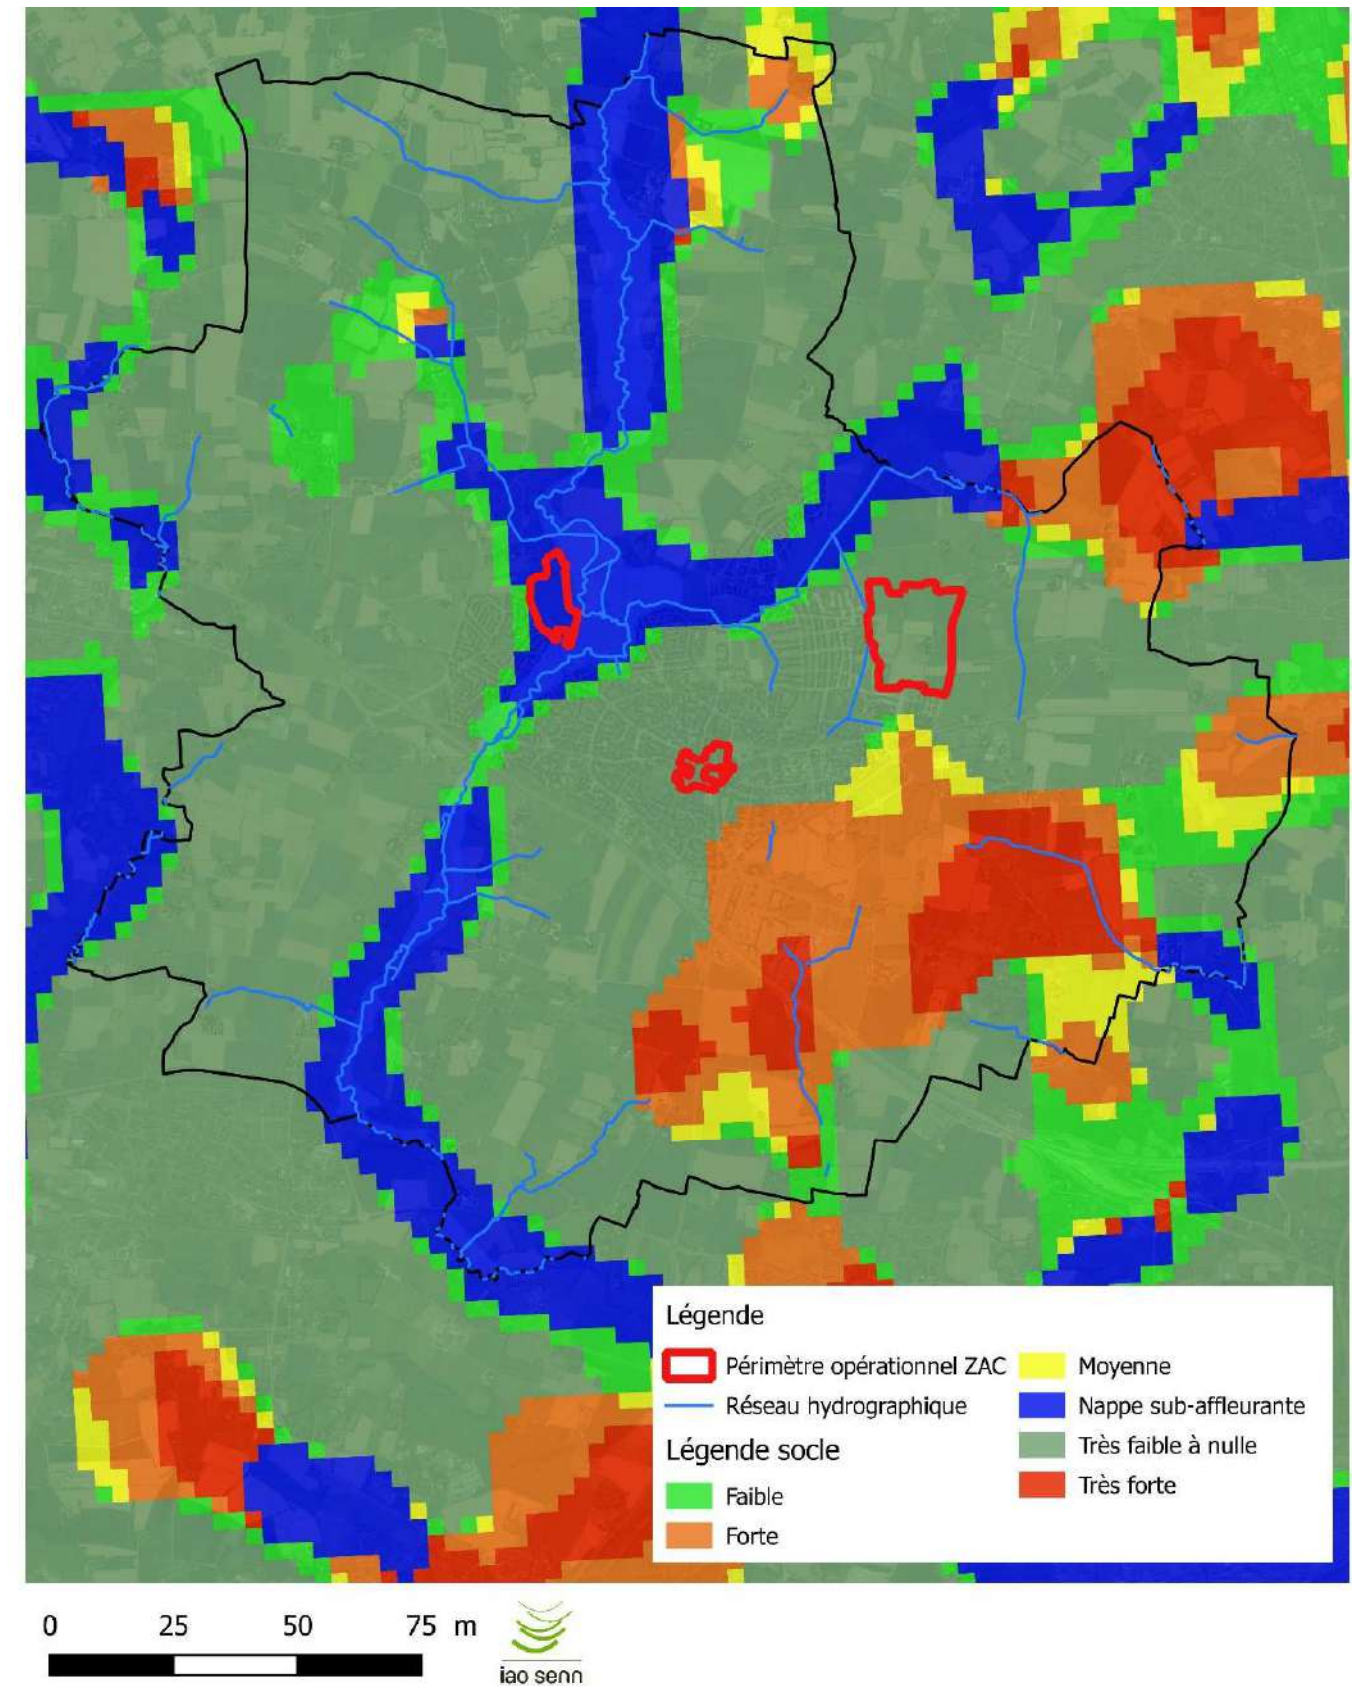 Légende
Périmètre opérationnel ZAC
Réseau hydrographique
Légende socle
Faible
Forte
Moyenne
Nappe sub-affleurante
Très faible à nulle
Très forte
0 25 50 75 m
iao senn